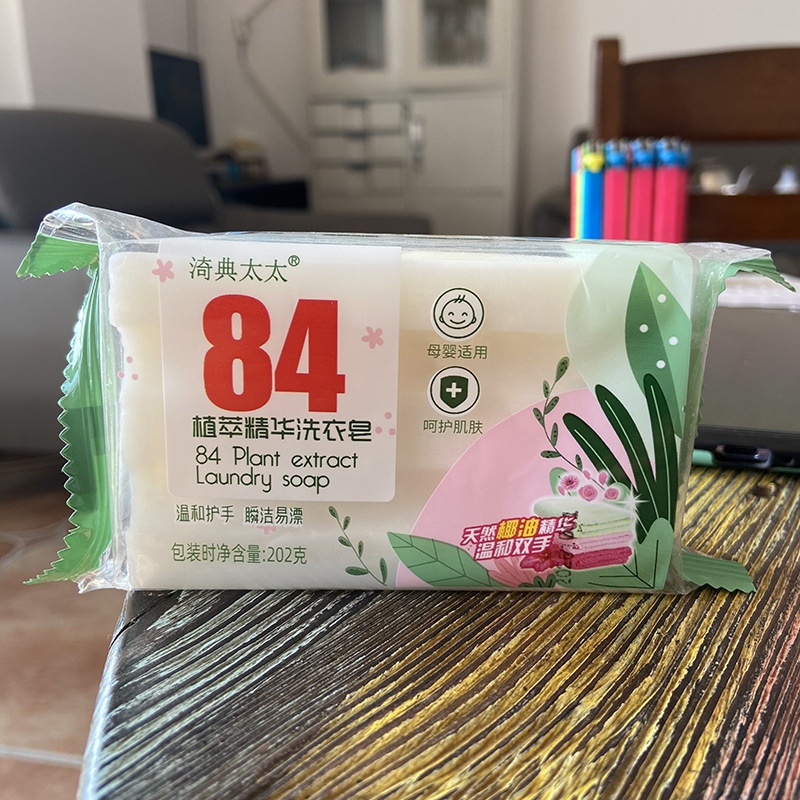 漪典太太®
84
植萃精华洗衣皂
84 Plant extract
Laundry soap
温和护手 瞬洁易漂
包装时净含量:202克
母婴适用
呵护肌肤
天然椰油精华
温和双手